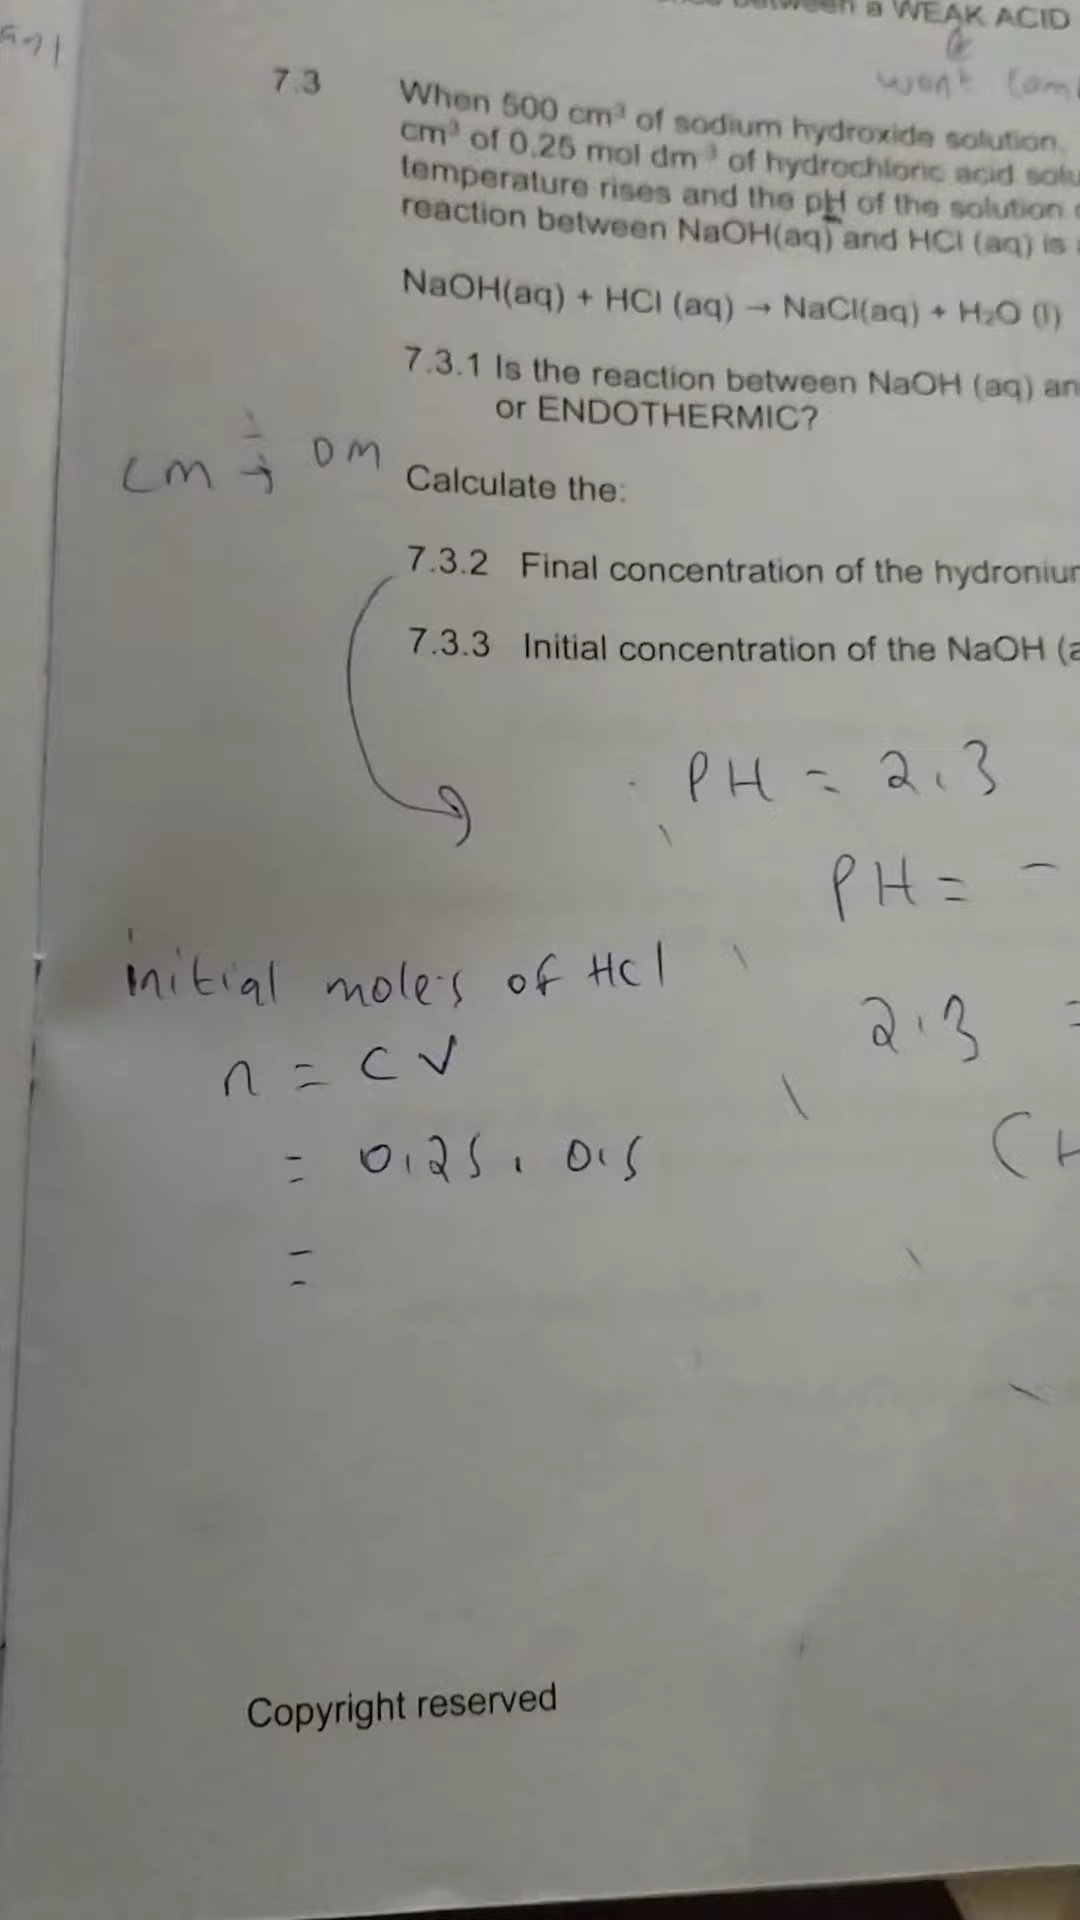 between a WEAK ACID
wont
7.3 When 500 cm³ of sodium hydroxide solution,
cm³ of 0,25 mol dm⁻³ of hydrochloric acid solu
temperature rises and the pH of the solution
reaction between NaOH(aq) and HCl (aq) is
NaOH(aq) + HCl (aq) → NaCl(aq) + H₂O (l)
7.3.1 Is the reaction between NaOH (aq) an
or ENDOTHERMIC?
cm → DM
Calculate the:
7.3.2 Final concentration of the hydroniu
7.3.3 Initial concentration of the NaOH (a
PH = 2,3
PH = -
initial moles of HCl
2,3 =
n = CV
= 0,25 . 0,5
(H
=
Copyright reserved